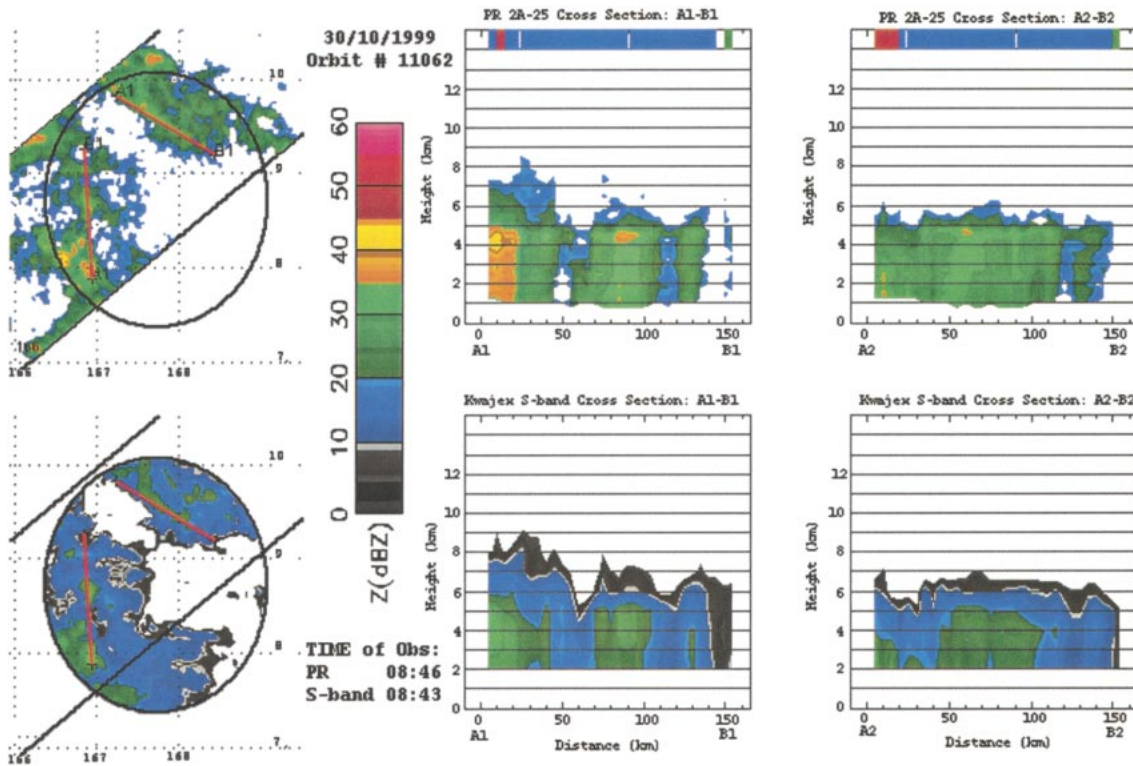 PR 2A-25 Cross Section: A1-B1
PR 2A-25 Cross Section: A2-B2
30/10/1999
Orbit # 11062
A1
B1
B1
10
9
8
7.
166
167
168
60
50
40
30
20
10
0
Z(dBZ)
Height (km)
12
10
8
6
4
2
0
0
50
100
150
A1
B1
Height (km)
12
10
8
6
4
2
0
0
50
100
150
A2
B2
Kwajex S-band Cross Section: A1-B1
Kwajex S-band Cross Section: A2-B2
10
9
8
7.
166
167
168
TIME of Obs:
PR 08:46
S-band 08:43
Height (km)
12
10
8
6
4
2
0
0
50
100
150
A1
B1
Distance (km)
Height (km)
12
10
8
6
4
2
0
0
50
100
150
A2
B2
Distance (km)